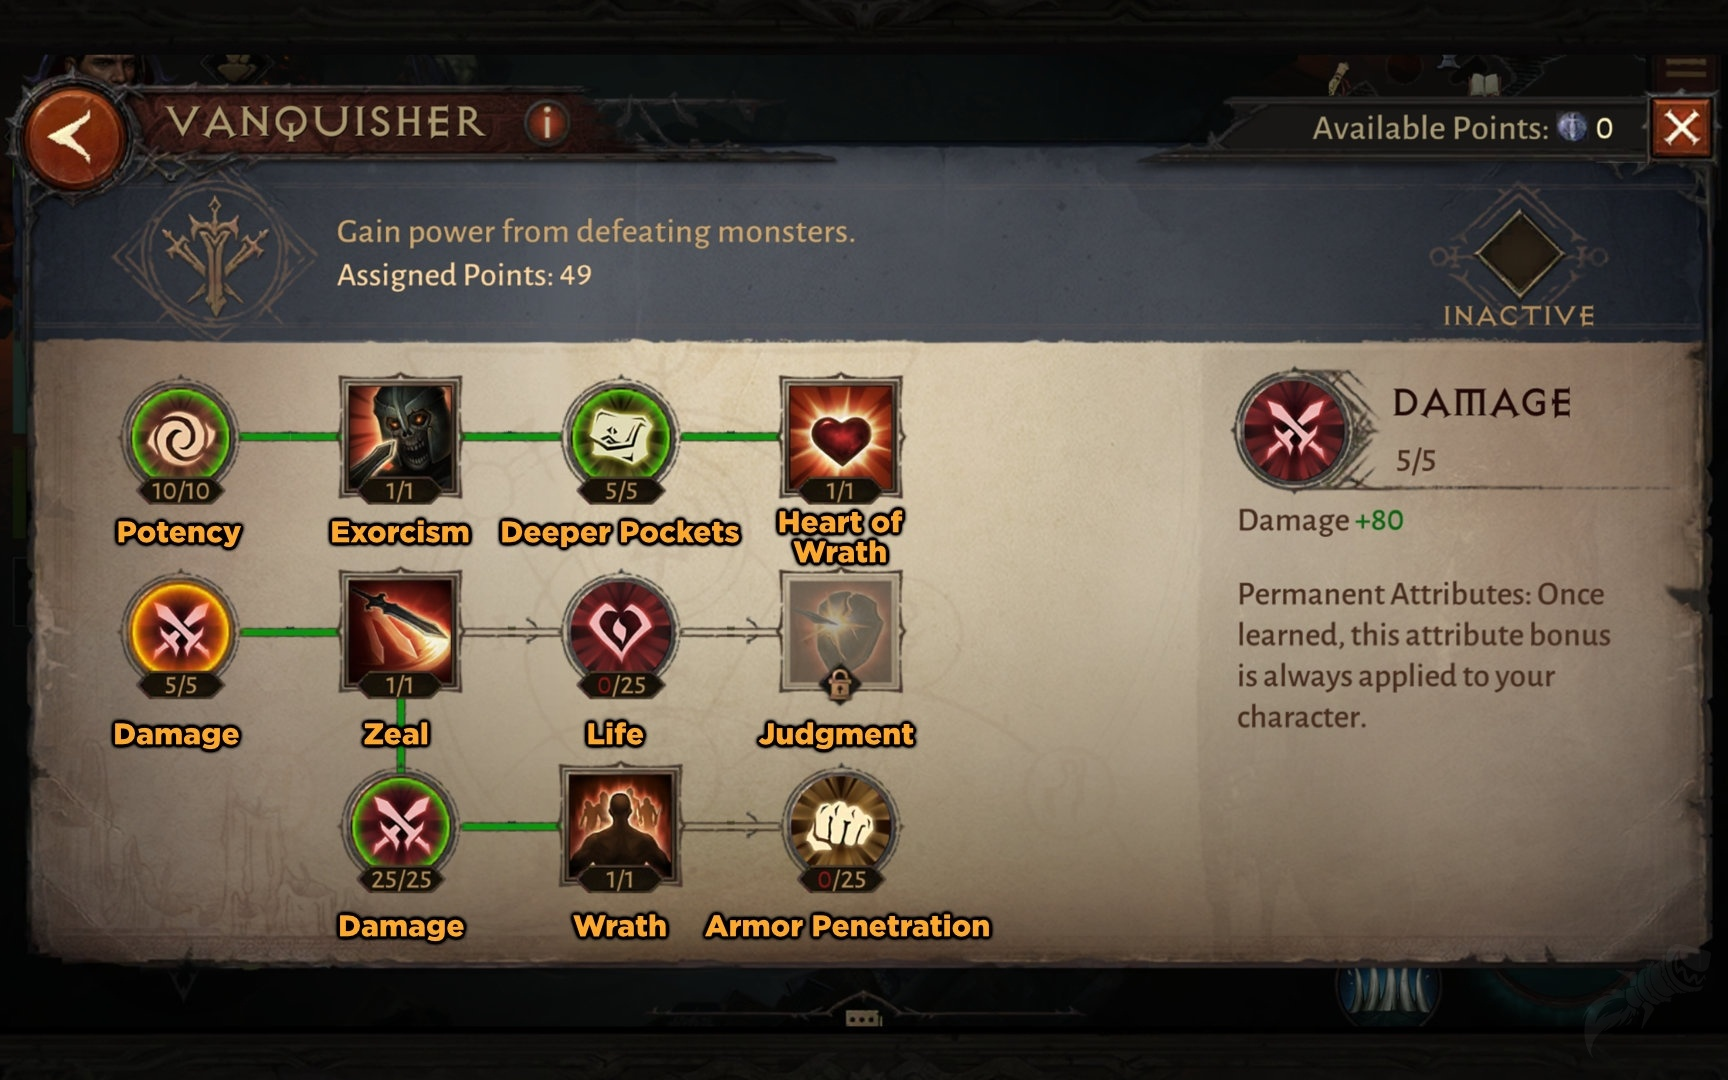 VANQUISHER
i
Available Points: 0
Gain power from defeating monsters.
Assigned Points: 49
INACTIVE
10/10
1/1
5/5
1/1
Potency
Exorcism
Deeper Pockets
Heart of
Wrath
5/5
1/1
0/25
Damage
Zeal
Life
Judgment
25/25
1/1
0/25
Damage
Wrath
Armor Penetration
DAMAGE
5/5
Damage +80
Permanent Attributes: Once
learned, this attribute bonus
is always applied to your
character.